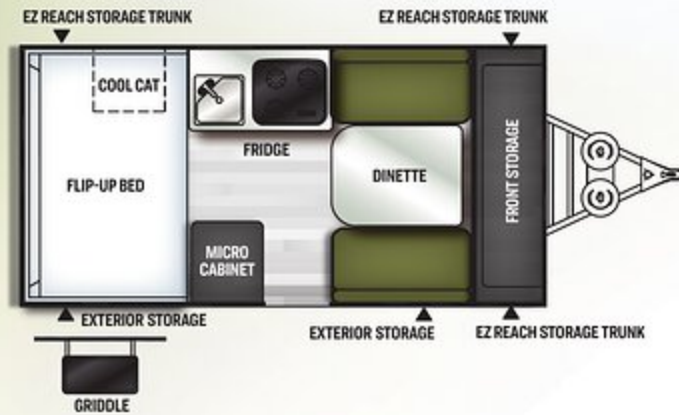 EZ REACH STORAGE TRUNK
EZ REACH STORAGE TRUNK
COOL CAT
FRIDGE
FLIP-UP BED
DINETTE
FRONT STORAGE
MICRO
CABINET
EXTERIOR STORAGE
EXTERIOR STORAGE
EZ REACH STORAGE TRUNK
GRIDDLE